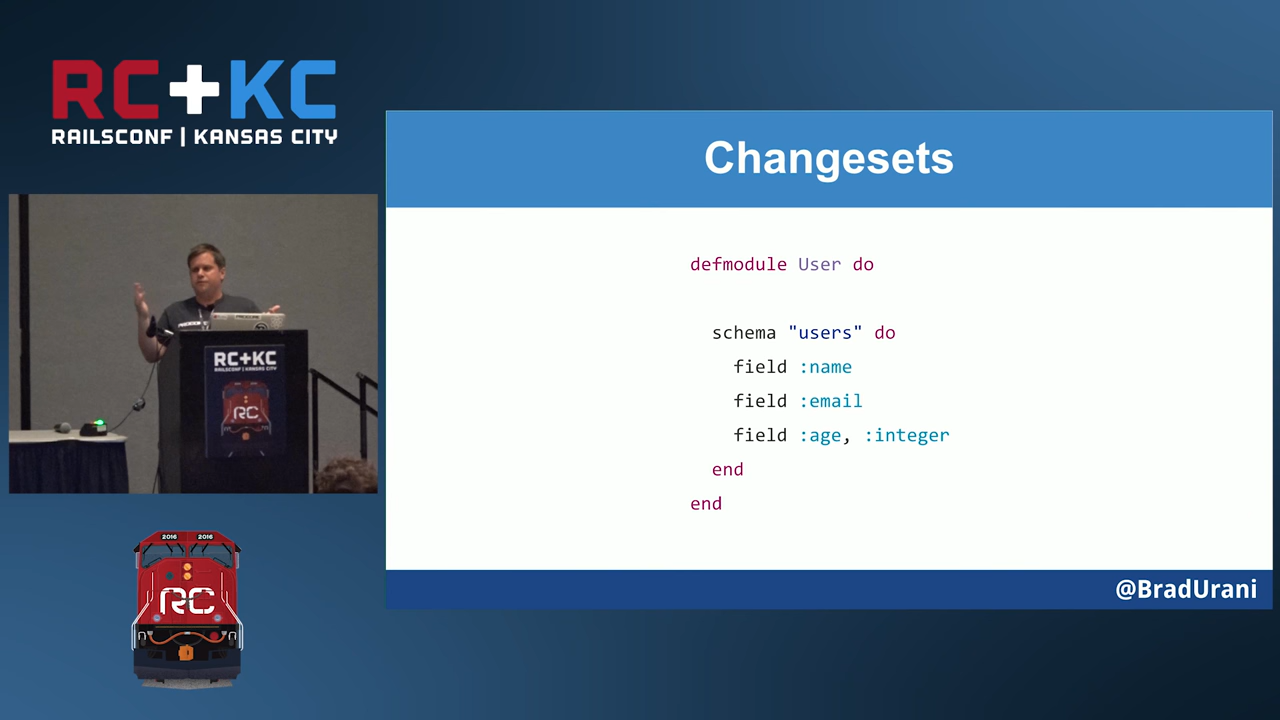 RC+KC
RAILSCONF | KANSAS CITY
Changesets
defmodule User do
schema "users" do
field :name
field :email
field :age, :integer
end
end
@BradUrani
RC+KC
RAILSCONF | KANSAS CITY
RC
2016 2016
RC